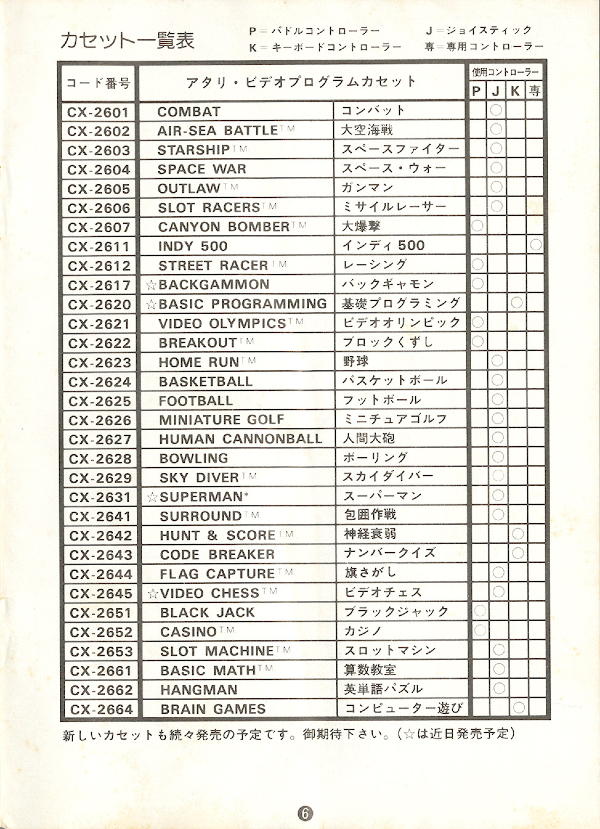 カセット一覧表
P=パドルコントローラー J=ジョイスティック
K=キーボードコントローラー 専=専用コントローラー
コード番号 アタリ・ビデオプログラムカセット 使用コントローラー
P J K 専
CX-2601 COMBAT コンバット ○
CX-2602 AIR-SEA BATTLE™ 大空海戦 ○
CX-2603 STARSHIP™ スペースファイター ○
CX-2604 SPACE WAR スペース・ウォー ○
CX-2605 OUTLAW™ ガンマン ○
CX-2606 SLOT RACERS™ ミサイルレーサー ○
CX-2607 CANYON BOMBER™ 大爆撃 ○
CX-2611 INDY 500 インディ500 ○
CX-2612 STREET RACER™ レーシング ○
CX-2617 ☆BACKGAMMON バックギャモン ○
CX-2620 ☆BASIC PROGRAMMING 基礎プログラミング ○
CX-2621 VIDEO OLYMPICS™ ビデオオリンピック ○
CX-2622 BREAKOUT™ ブロックくずし ○
CX-2623 HOME RUN™ 野球 ○
CX-2624 BASKETBALL バスケットボール ○
CX-2625 FOOTBALL フットボール ○
CX-2626 MINIATURE GOLF ミニチュアゴルフ ○
CX-2627 HUMAN CANNONBALL 人間大砲 ○
CX-2628 BOWLING ボーリング ○
CX-2629 SKY DIVER™ スカイダイバー ○
CX-2631 ☆SUPERMAN* スーパーマン ○
CX-2641 SURROUND™ 包囲作戦 ○
CX-2642 HUNT & SCORE™ 神経衰弱 ○
CX-2643 CODE BREAKER ナンバークイズ ○
CX-2644 FLAG CAPTURE™ 旗さがし ○
CX-2645 ☆VIDEO CHESS™ ビデオチェス ○
CX-2651 BLACK JACK ブラックジャック ○
CX-2652 CASINO™ カジノ ○
CX-2653 SLOT MACHINE™ スロットマシン ○
CX-2661 BASIC MATH™ 算数教室 ○
CX-2662 HANGMAN 英単語パズル ○
CX-2664 BRAIN GAMES コンピューター遊び ○
新しいカセットも続々発売の予定です。御期待下さい。(☆は近日発売予定)
6